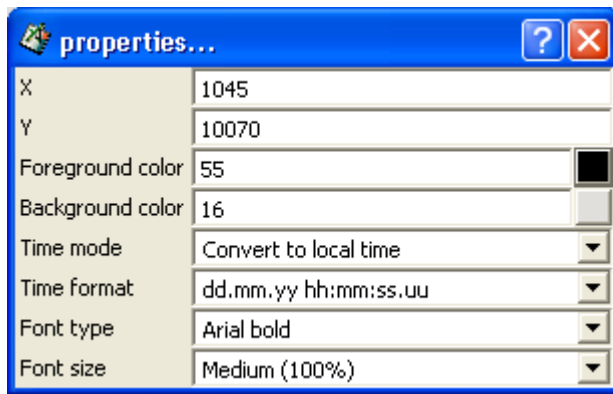 properties...
X 1045
Y 10070
Foreground color 55
Background color 16
Time mode Convert to local time
Time format dd.mm.yy hh:mm:ss.uu
Font type Arial bold
Font size Medium (100%)